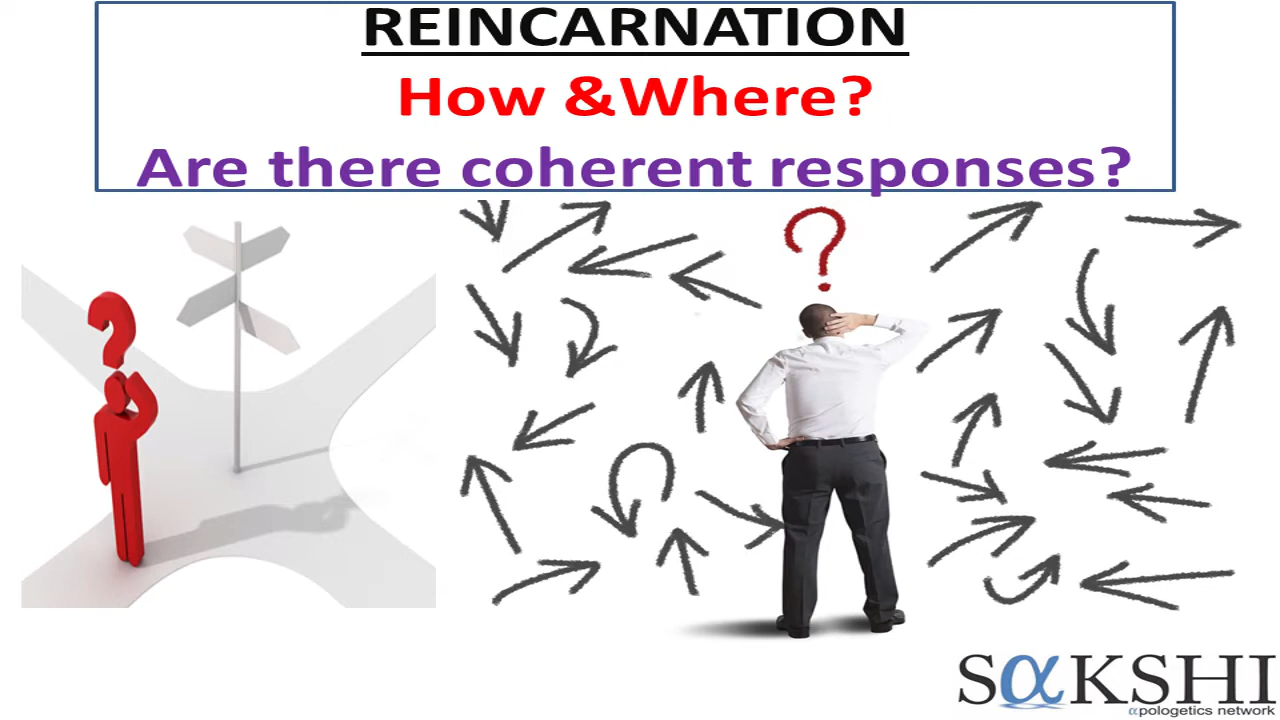 REINCARNATION
How &Where?
Are there coherent responses?
?
?
SαKSHI
αpologetics network